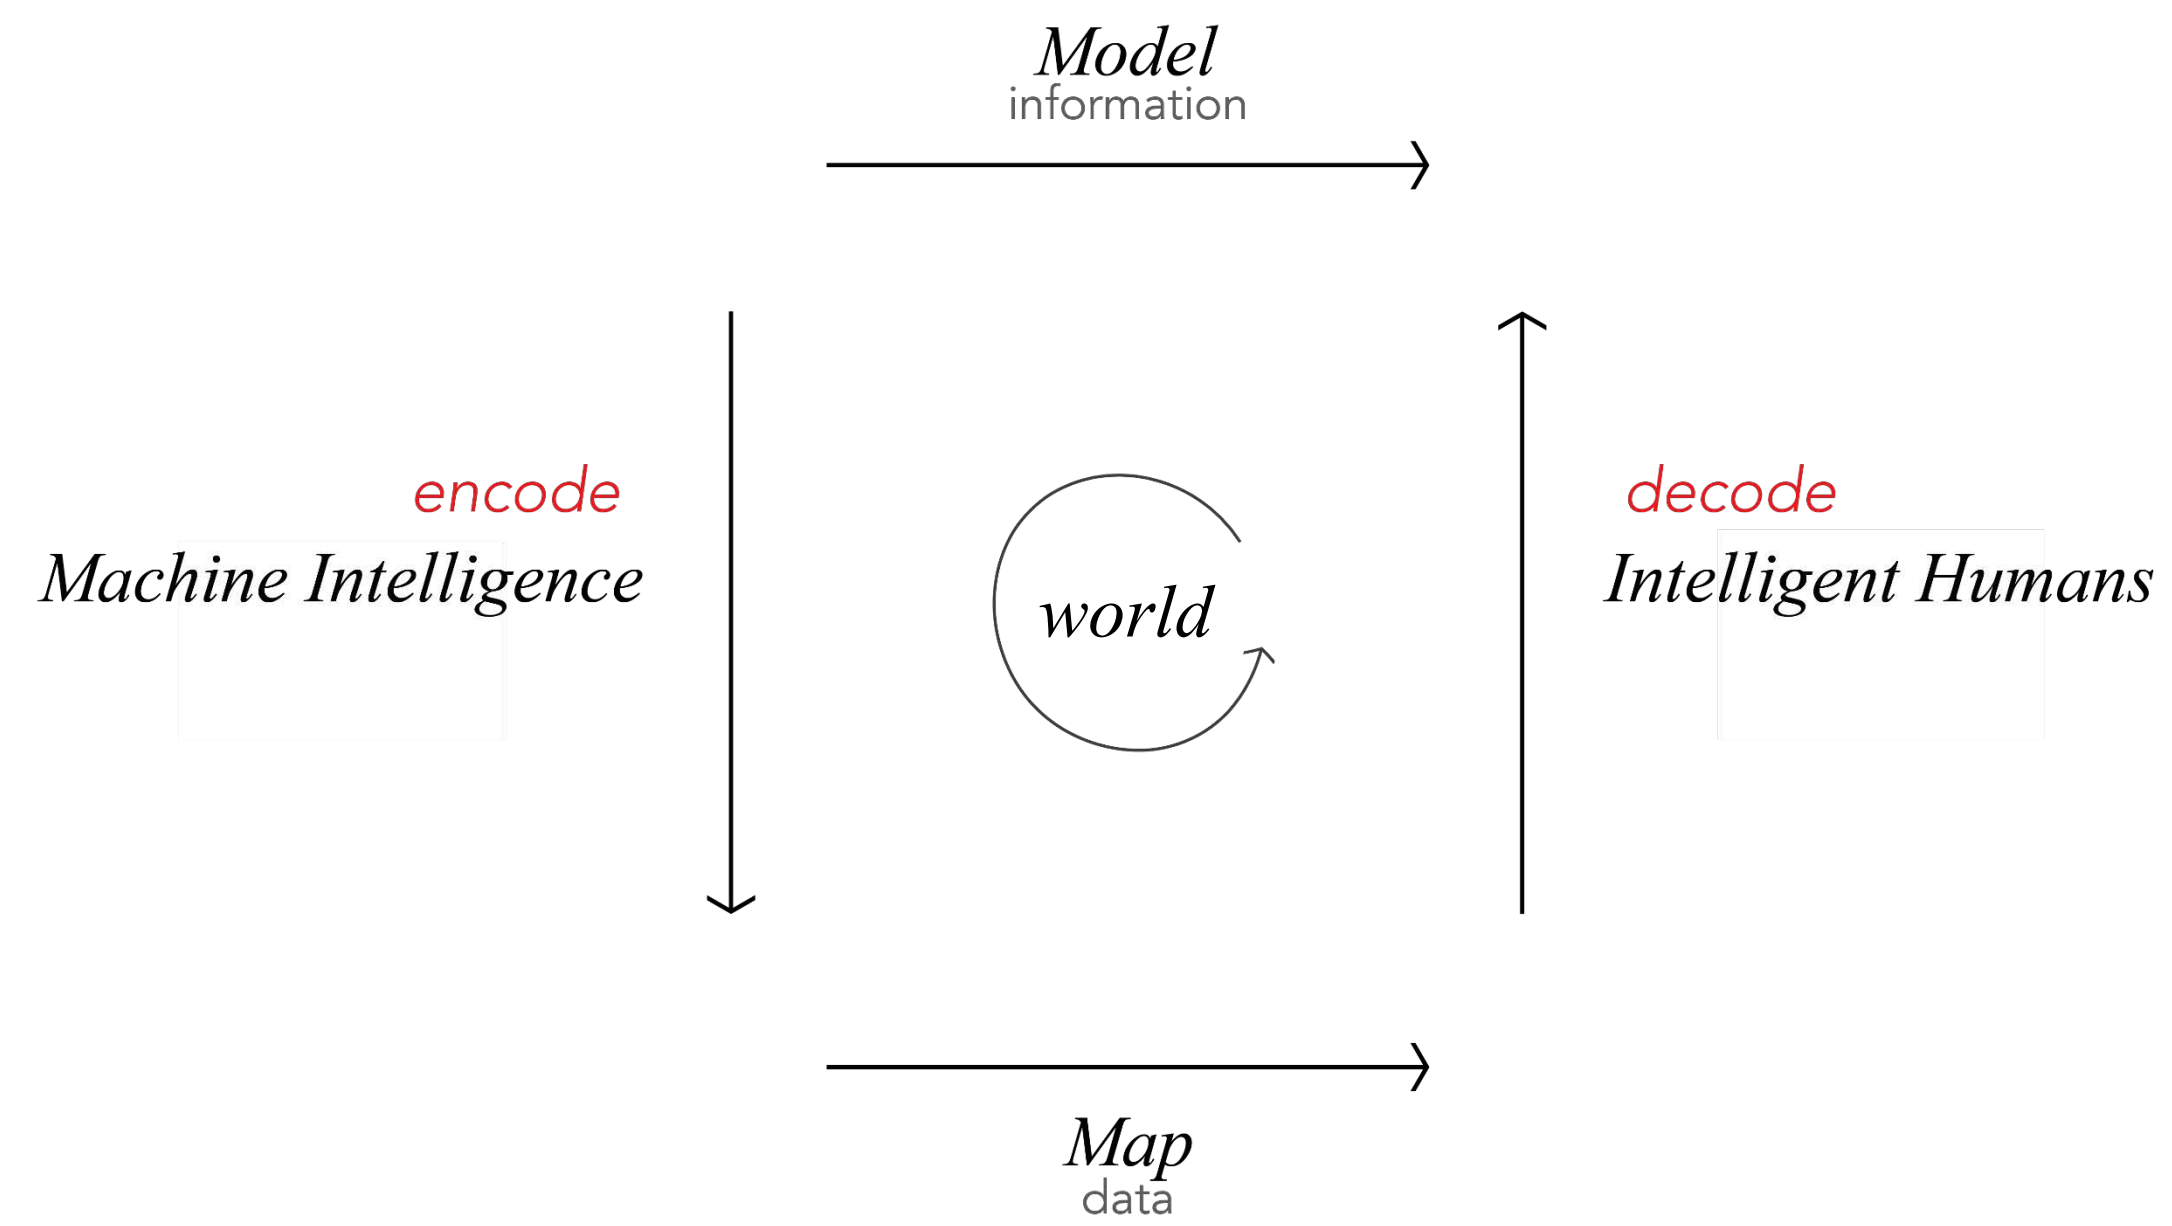 Model
information
encode
Machine Intelligence
world
decode
Intelligent Humans
Map
data